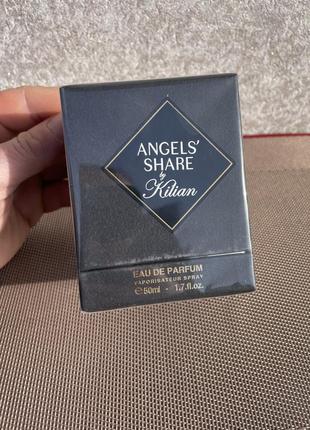 ANGELS'
SHARE
by
Kilian
EAU DE PARFUM
VAPORISATEUR SPRAY
℮50ml - 1.7.fl.oz.